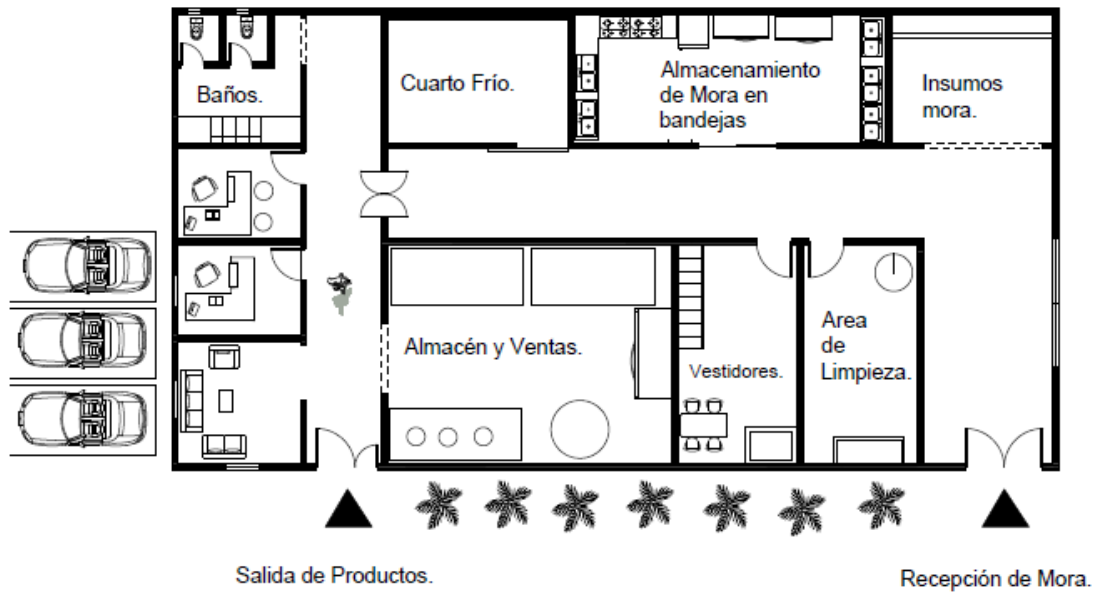 Baños.
Cuarto Frío.
Almacenamiento
de Mora en
bandejas
Insumos
mora.
Almacén y Ventas.
Vestidores.
Area
de
Limpieza.
Salida de Productos.
Recepción de Mora.